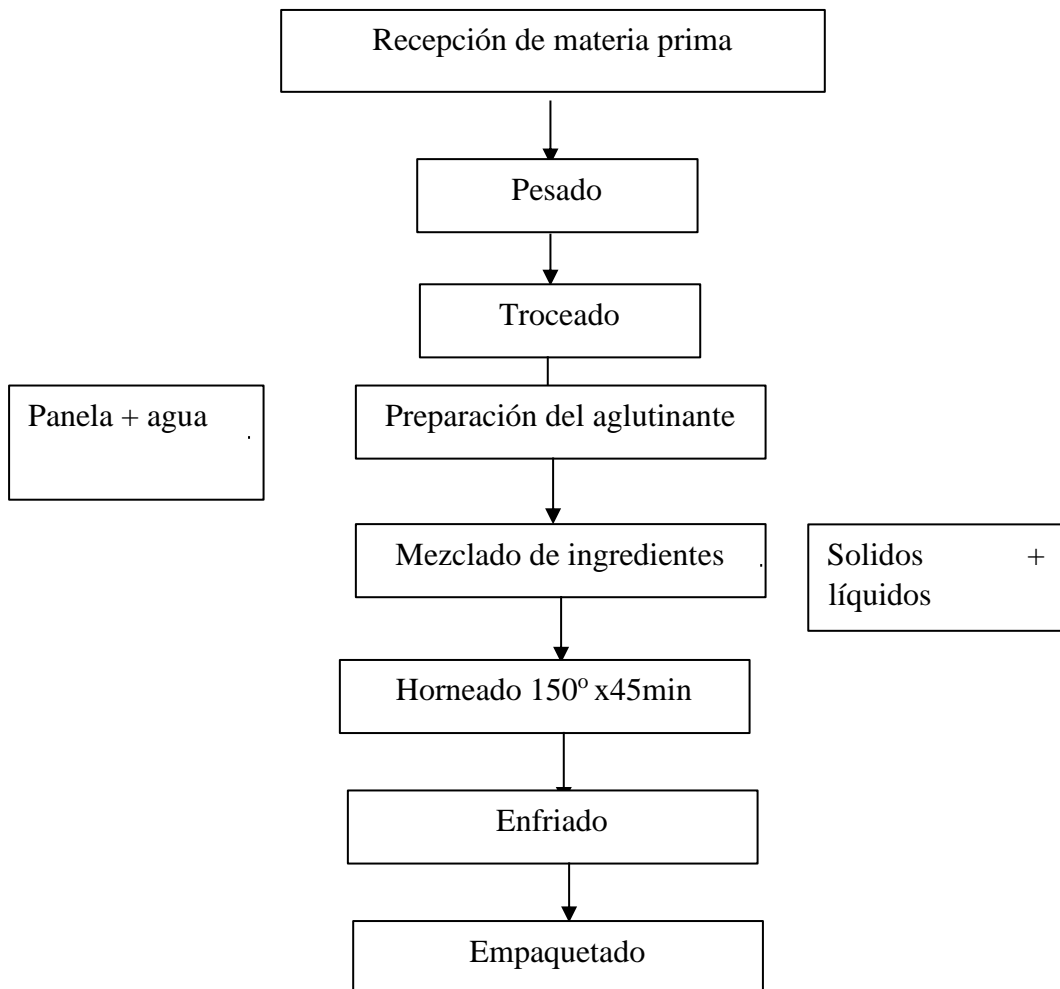 Recepción de materia prima
Pesado
Troceado
Panela + agua
Preparación del aglutinante
Mezclado de ingredientes
Solidos +
líquidos
Horneado 150º x45min
Enfriado
Empaquetado